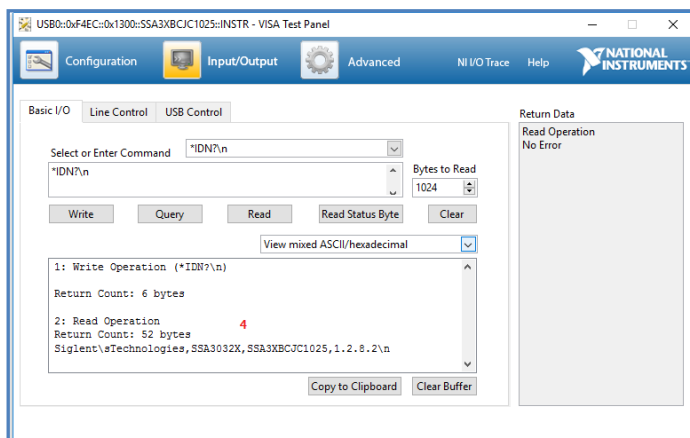 USB0::0xF4EC::0x1300::SSA3XBCJC1025::INSTR - VISA Test Panel
Configuration
Input/Output
Advanced
NI I/O Trace
Help
NATIONAL
INSTRUMENTS
Basic I/O
Line Control
USB Control
Select or Enter Command
*IDN?\n
*IDN?\n
Bytes to Read
1024
Write
Query
Read
Read Status Byte
Clear
View mixed ASCII/hexadecimal
1: Write Operation (*IDN?\n)
Return Count: 6 bytes
2: Read Operation
4
Return Count: 52 bytes
Siglent\sTechnologies,SSA3032X,SSA3XBCJC1025,1.2.8.2\n
Copy to Clipboard
Clear Buffer
Return Data
Read Operation
No Error